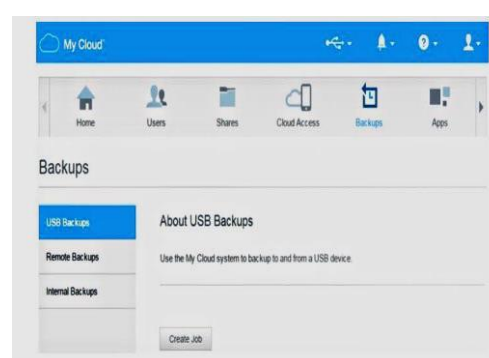 My Cloud
Home
Users
Shares
Cloud Access
Backups
Apps
Backups
USB Backups
Remote Backups
Internal Backups
About USB Backups
Use the My Cloud system to backup to and from a USB device.
Create Job